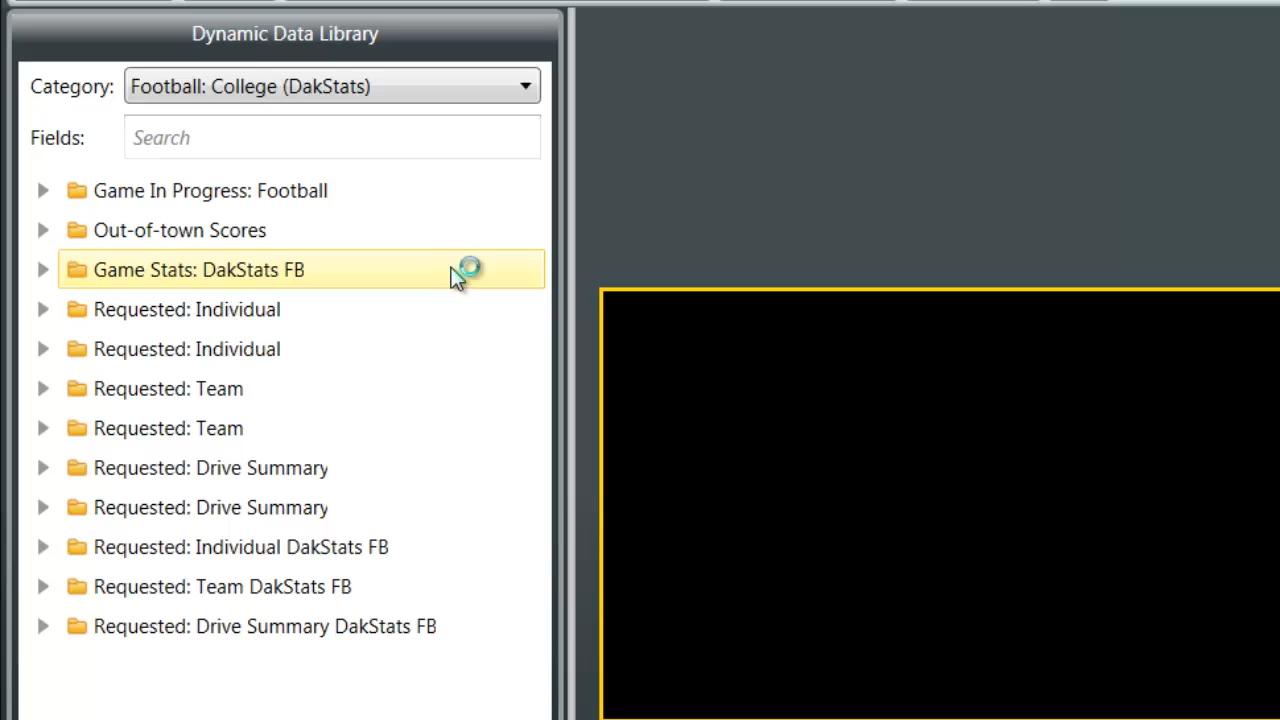 Dynamic Data Library
Category: Football: College (DakStats)
Fields: Search
Game In Progress: Football
Out-of-town Scores
Game Stats: DakStats FB
Requested: Individual
Requested: Individual
Requested: Team
Requested: Team
Requested: Drive Summary
Requested: Drive Summary
Requested: Individual DakStats FB
Requested: Team DakStats FB
Requested: Drive Summary DakStats FB